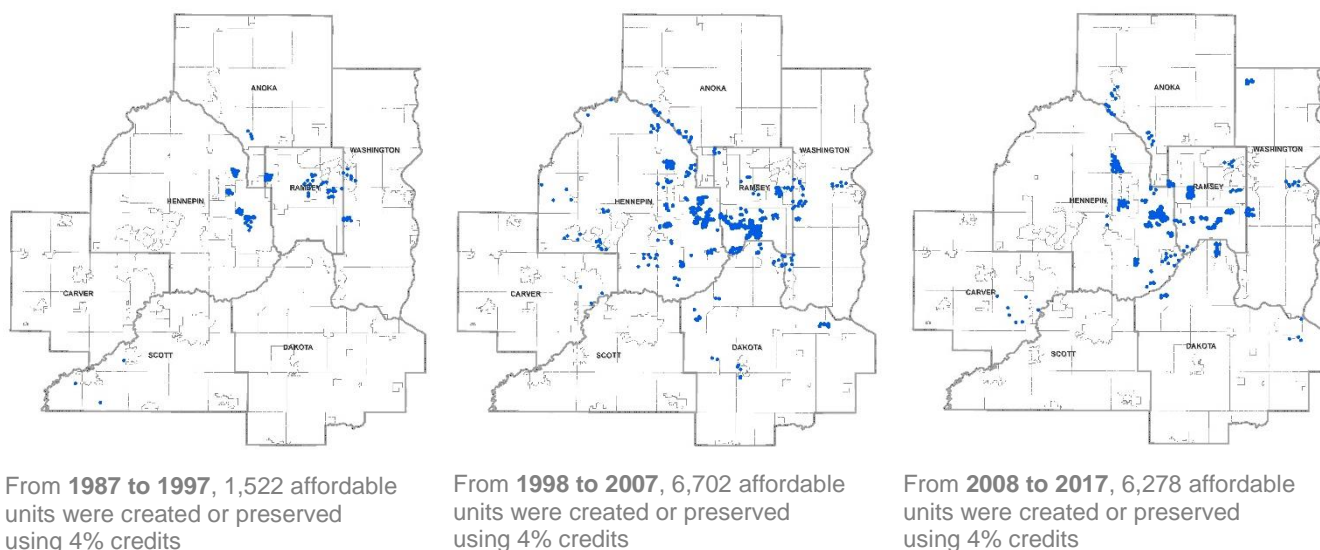 ANOKA
WASHINGTON
HENNEPIN
RAMSEY
CARVER
SCOTT
DAKOTA
From 1987 to 1997, 1,522 affordable
units were created or preserved
using 4% credits
ANOKA
WASHINGTON
HENNEPIN
RAMSEY
CARVER
SCOTT
DAKOTA
From 1998 to 2007, 6,702 affordable
units were created or preserved
using 4% credits
ANOKA
WASHINGTON
HENNEPIN
RAMSEY
CARVER
SCOTT
DAKOTA
From 2008 to 2017, 6,278 affordable
units were created or preserved
using 4% credits